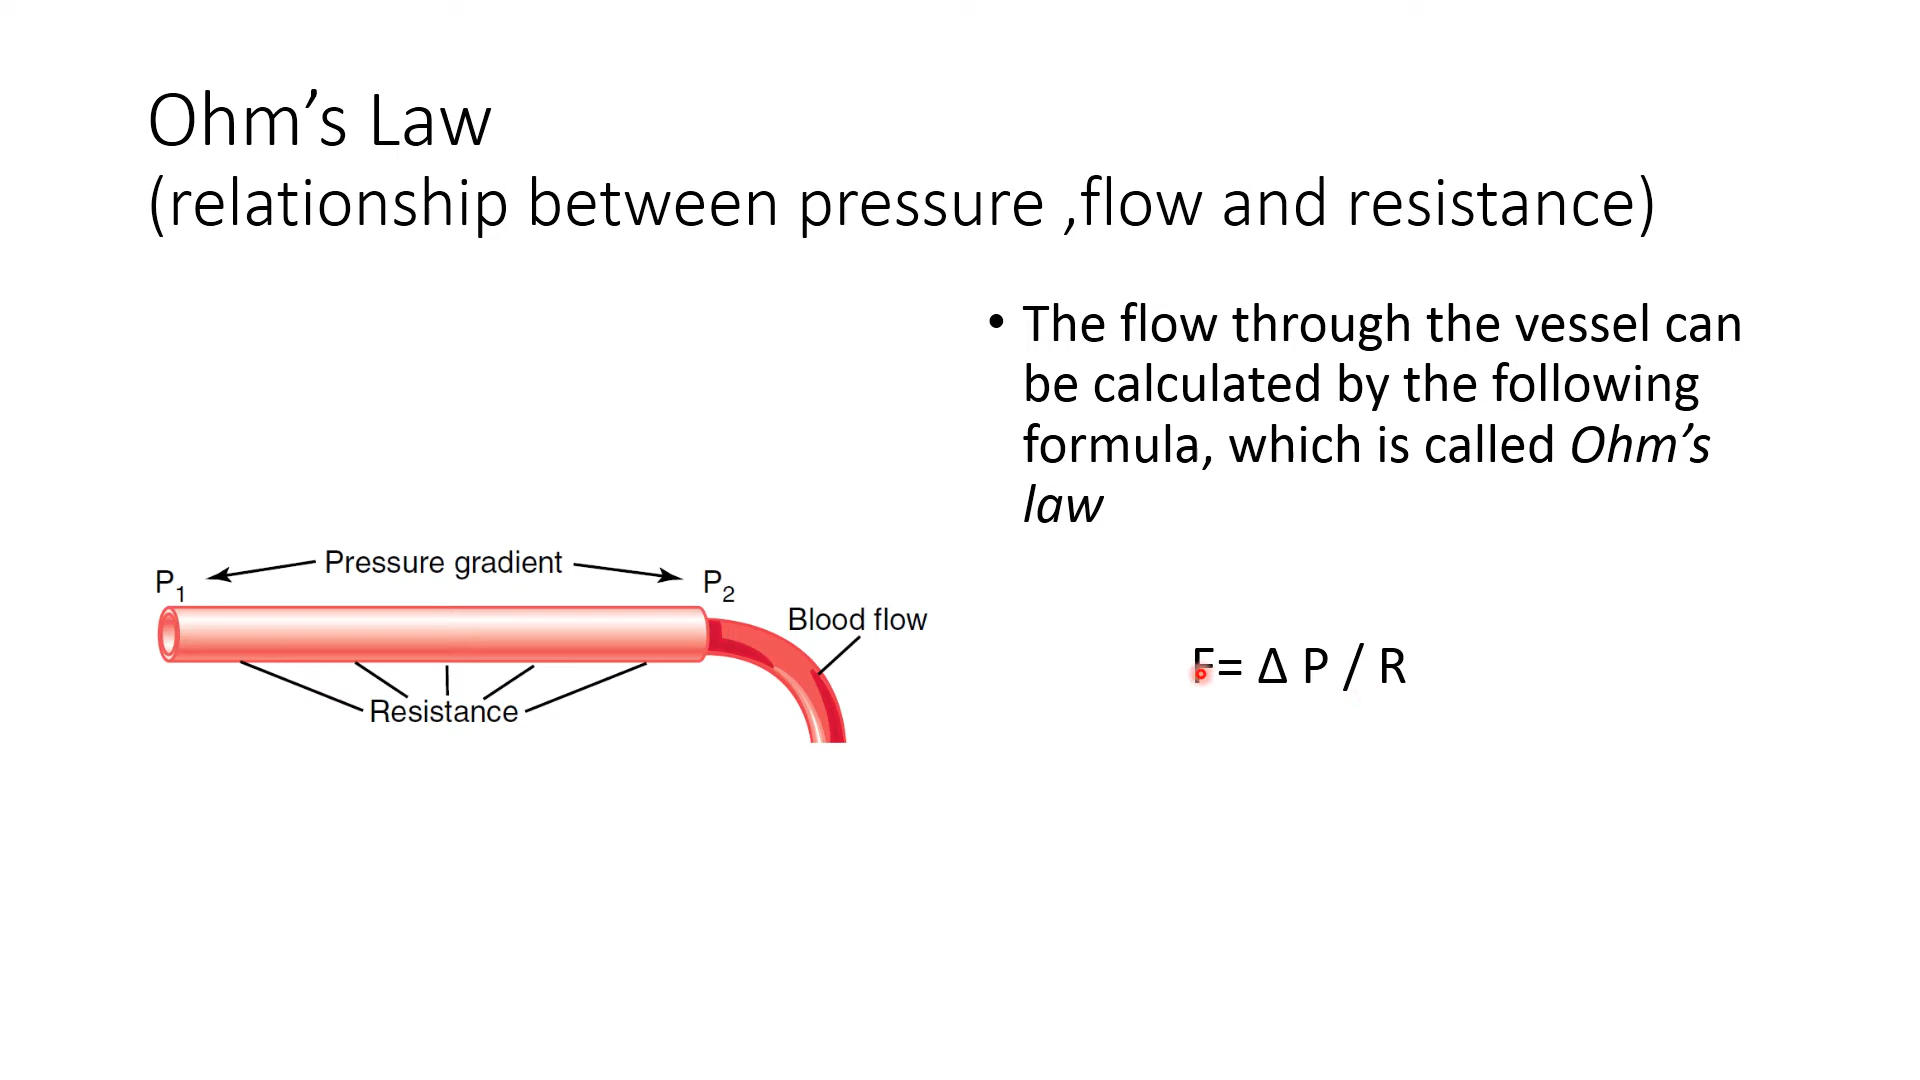 Ohm’s Law
(relationship between pressure ,flow and resistance)
• The flow through the vessel can
be calculated by the following
formula, which is called Ohm’s
law
Pressure gradient
P1
P2
Blood flow
Resistance
F= Δ P / R